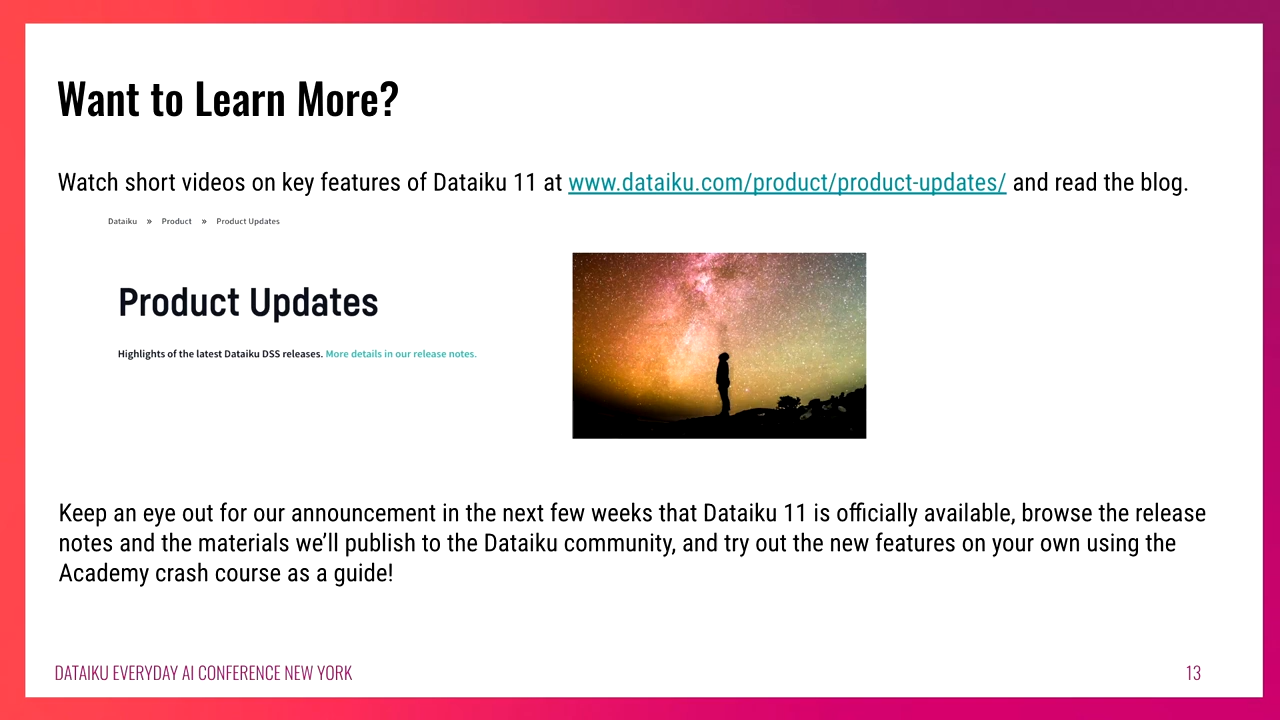 Want to Learn More?
Watch short videos on key features of Dataiku 11 at www.dataiku.com/product/product-updates/ and read the blog.
Dataiku » Product » Product Updates
Product Updates
Highlights of the latest Dataiku DSS releases. More details in our release notes.
Keep an eye out for our announcement in the next few weeks that Dataiku 11 is officially available, browse the release
notes and the materials we’ll publish to the Dataiku community, and try out the new features on your own using the
Academy crash course as a guide!
DATAIKU EVERYDAY AI CONFERENCE NEW YORK
13